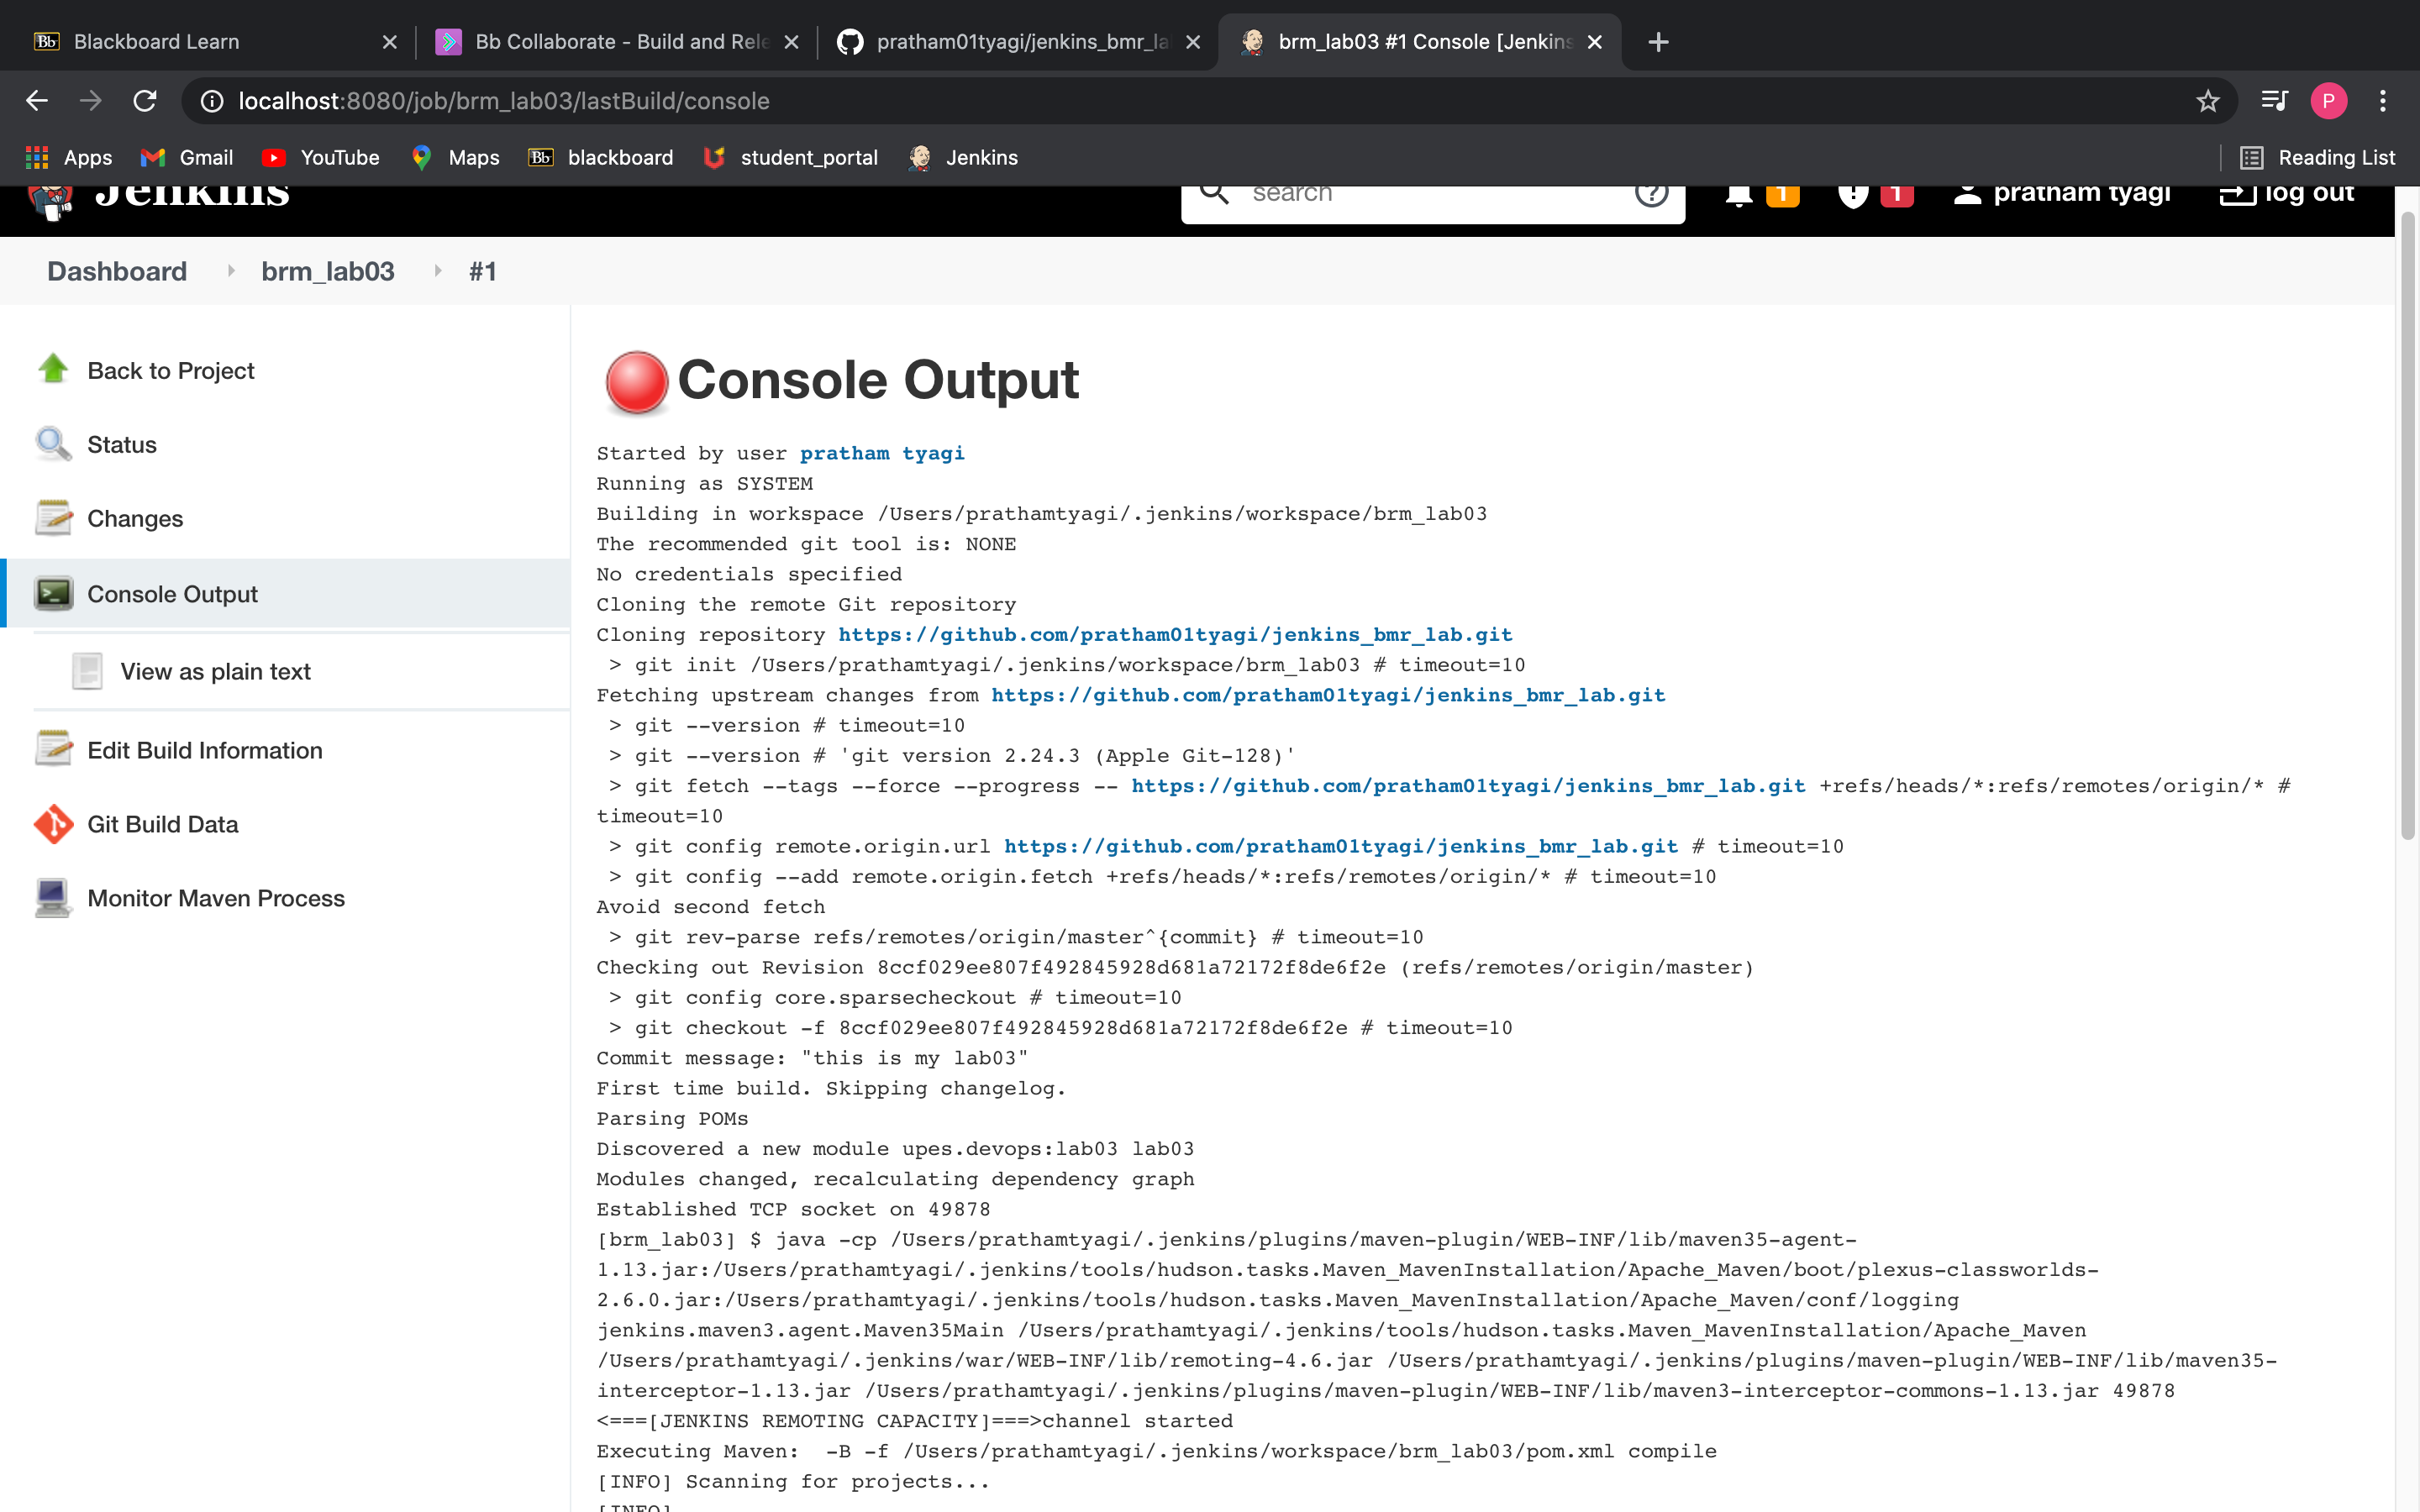 Blackboard Learn
Bb Collaborate - Build and Rele
pratham01tyagi/jenkins_bmr_la
brm_lab03 #1 Console [Jenkins
localhost:8080/job/brm_lab03/lastBuild/console
P
Apps
Gmail
YouTube
Maps
Bb blackboard
student_portal
Jenkins
Reading List
Jenkins
search
1
1
pratham tyagi
log out
Dashboard
brm_lab03
#1
Back to Project
Status
Changes
Console Output
View as plain text
Edit Build Information
Git Build Data
Monitor Maven Process
Console Output
Started by user pratham tyagi
Running as SYSTEM
Building in workspace /Users/prathamtyagi/.jenkins/workspace/brm_lab03
The recommended git tool is: NONE
No credentials specified
Cloning the remote Git repository
Cloning repository https://github.com/pratham01tyagi/jenkins_bmr_lab.git
 > git init /Users/prathamtyagi/.jenkins/workspace/brm_lab03 # timeout=10
Fetching upstream changes from https://github.com/pratham01tyagi/jenkins_bmr_lab.git
 > git --version # timeout=10
 > git --version # 'git version 2.24.3 (Apple Git-128)'
 > git fetch --tags --force --progress -- https://github.com/pratham01tyagi/jenkins_bmr_lab.git +refs/heads/*:refs/remotes/origin/* #
timeout=10
 > git config remote.origin.url https://github.com/pratham01tyagi/jenkins_bmr_lab.git # timeout=10
 > git config --add remote.origin.fetch +refs/heads/*:refs/remotes/origin/* # timeout=10
Avoid second fetch
 > git rev-parse refs/remotes/origin/master^{commit} # timeout=10
Checking out Revision 8ccf029ee807f492845928d681a72172f8de6f2e (refs/remotes/origin/master)
 > git config core.sparsecheckout # timeout=10
 > git checkout -f 8ccf029ee807f492845928d681a72172f8de6f2e # timeout=10
Commit message: "this is my lab03"
First time build. Skipping changelog.
Parsing POMs
Discovered a new module upes.devops:lab03 lab03
Modules changed, recalculating dependency graph
Established TCP socket on 49878
[brm_lab03] $ java -cp /Users/prathamtyagi/.jenkins/plugins/maven-plugin/WEB-INF/lib/maven35-agent-
1.13.jar:/Users/prathamtyagi/.jenkins/tools/hudson.tasks.Maven_MavenInstallation/Apache_Maven/boot/plexus-classworlds-
2.6.0.jar:/Users/prathamtyagi/.jenkins/tools/hudson.tasks.Maven_MavenInstallation/Apache_Maven/conf/logging
jenkins.maven3.agent.Maven35Main /Users/prathamtyagi/.jenkins/tools/hudson.tasks.Maven_MavenInstallation/Apache_Maven
/Users/prathamtyagi/.jenkins/war/WEB-INF/lib/remoting-4.6.jar /Users/prathamtyagi/.jenkins/plugins/maven-plugin/WEB-INF/lib/maven35-
interceptor-1.13.jar /Users/prathamtyagi/.jenkins/plugins/maven-plugin/WEB-INF/lib/maven3-interceptor-commons-1.13.jar 49878
<===[JENKINS REMOTING CAPACITY]===>channel started
Executing Maven:  -B -f /Users/prathamtyagi/.jenkins/workspace/brm_lab03/pom.xml compile
[INFO] Scanning for projects...
[INFO]